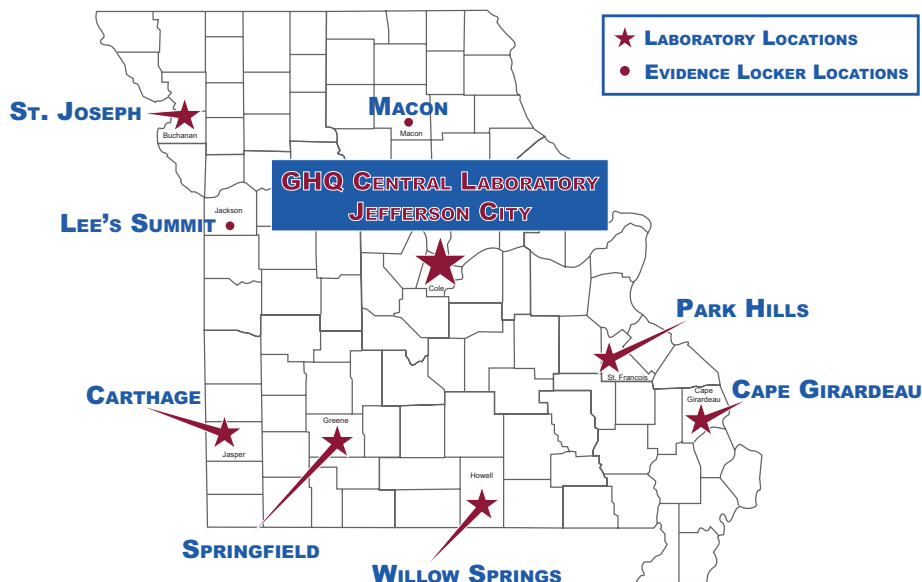 Laboratory Locations
Evidence Locker Locations
St. Joseph
Buchanan
Macon
Macon
GHQ Central Laboratory
Jefferson City
Jackson
Lee's Summit
Cole
Park Hills
St. Francois
Carthage
Jasper
Greene
Cape
Girardeau
Cape Girardeau
Howell
Springfield
Willow Springs